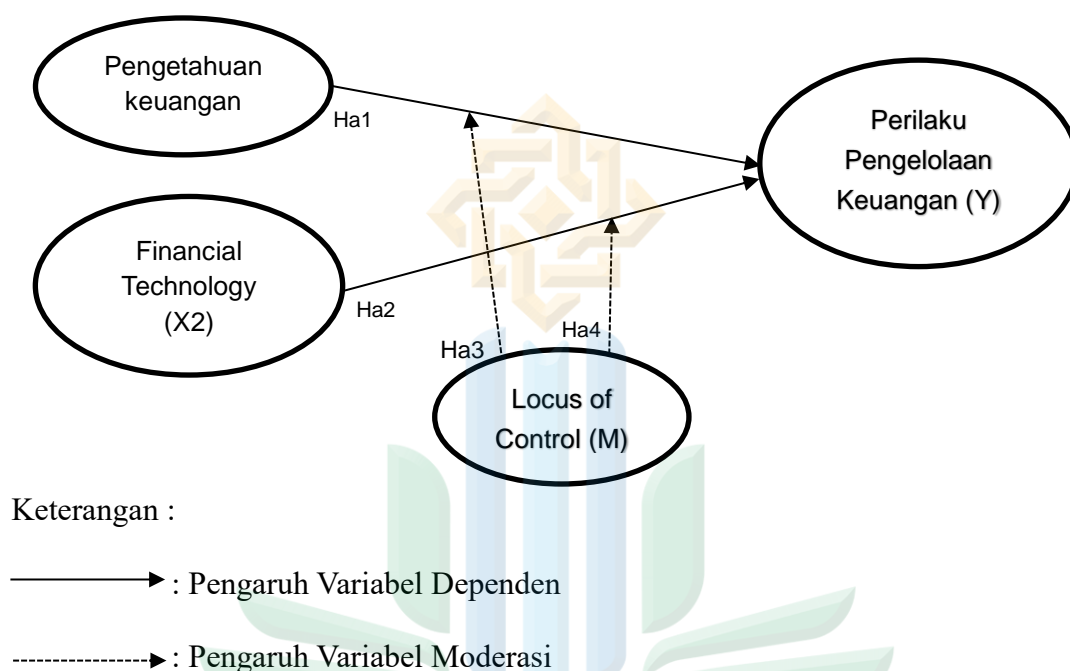 Pengetahuan
keuangan
Ha1
Perilaku
Pengelolaan
Keuangan (Y)
Financial
Technology
(X2)
Ha2
Ha3
Ha4
Locus of
Control (M)
Keterangan :
: Pengaruh Variabel Dependen
: Pengaruh Variabel Moderasi